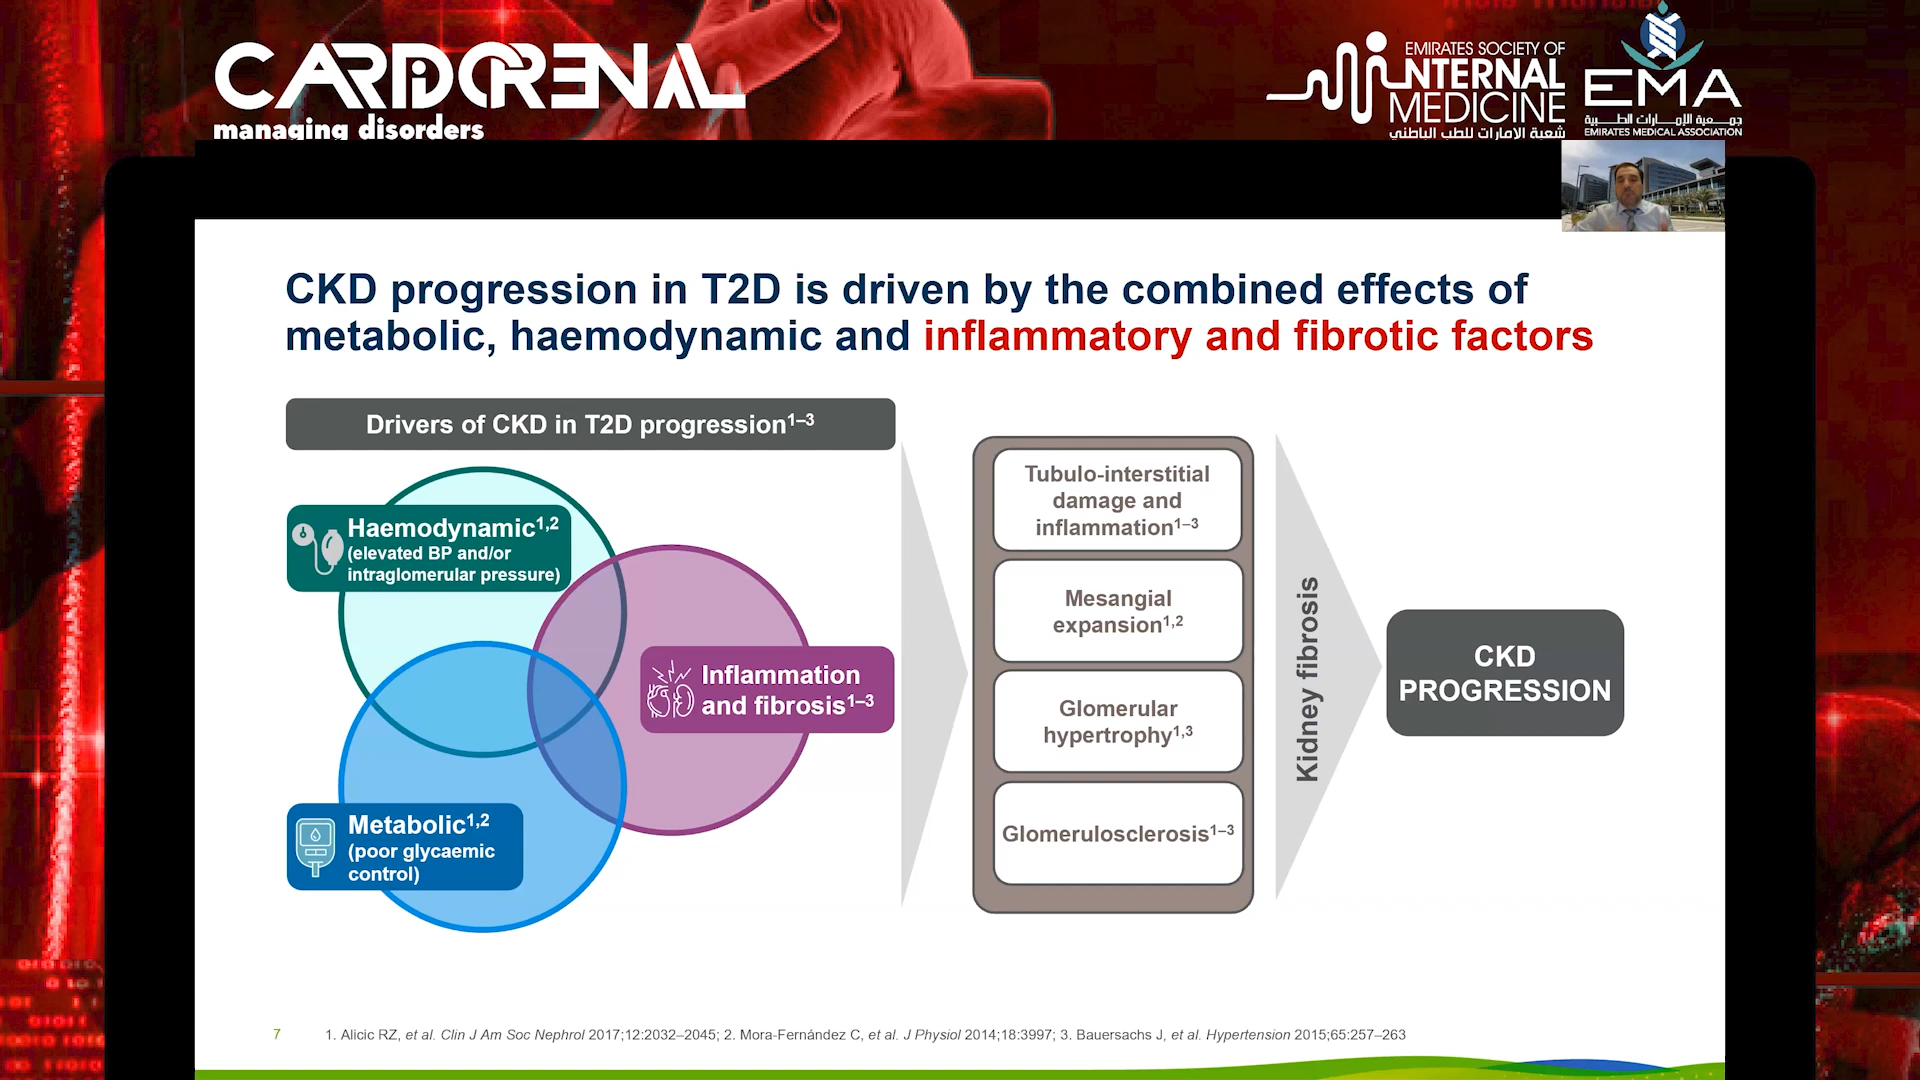 CARDIORENAL
managing disorders
EMIRATES SOCIETY OF
INTERNAL
MEDICINE
شعبة الإمارات للطب الباطني
EMA
جمعية الإمارات الطبية
EMIRATES MEDICAL ASSOCIATION
CKD progression in T2D is driven by the combined effects of
metabolic, haemodynamic and inflammatory and fibrotic factors
Drivers of CKD in T2D progression1–3
Haemodynamic1,2
(elevated BP and/or
intraglomerular pressure)
Inflammation
and fibrosis1–3
Metabolic1,2
(poor glycaemic
control)
Tubulo-interstitial
damage and
inflammation1–3
Mesangial
expansion1,2
Glomerular
hypertrophy1,3
Glomerulosclerosis1–3
Kidney fibrosis
CKD
PROGRESSION
7
1. Alicic RZ, et al. Clin J Am Soc Nephrol 2017;12:2032–2045; 2. Mora-Fernández C, et al. J Physiol 2014;18:3997; 3. Bauersachs J, et al. Hypertension 2015;65:257–263